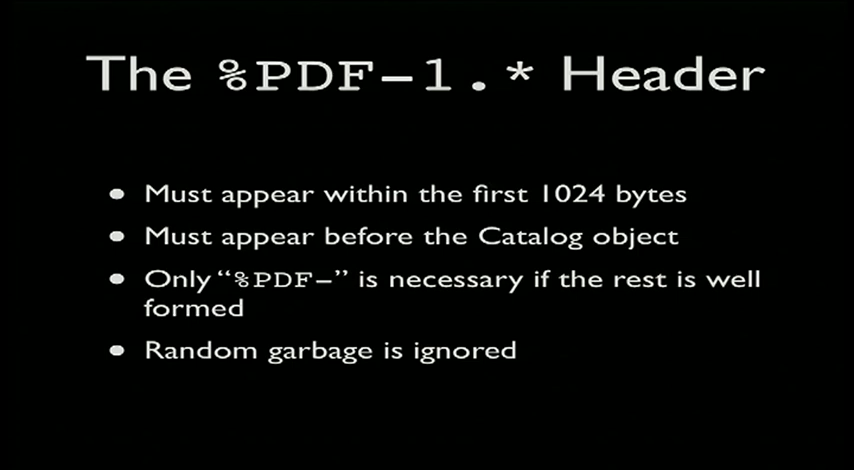 The %PDF-1.* Header
• Must appear within the first 1024 bytes
• Must appear before the Catalog object
• Only “%PDF-” is necessary if the rest is well
formed
• Random garbage is ignored